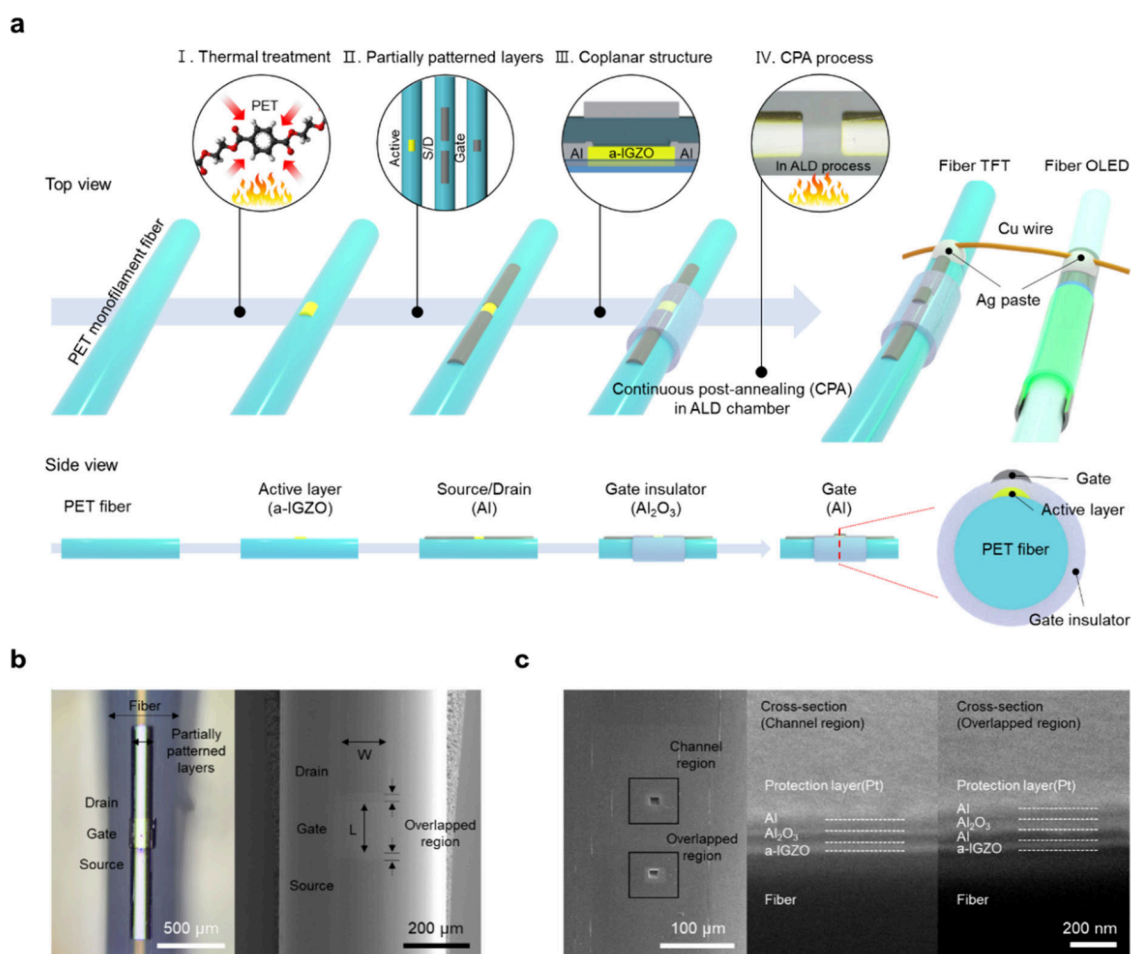 a
Ⅰ. Thermal treatment
Ⅱ. Partially patterned layers
Ⅲ. Coplanar structure
Ⅳ. CPA process
PET
Active
S/D
Gate
Al
a-IGZO
Al
In ALD process
Top view
Fiber TFT
Fiber OLED
Cu wire
Ag paste
PET monofilament fiber
Continuous post-annealing (CPA)
in ALD chamber
Side view
PET fiber
Active layer
(a-IGZO)
Source/Drain
(Al)
Gate insulator
(Al₂O₃)
Gate
(Al)
Gate
Active layer
PET fiber
Gate insulator
b
Fiber
Partially
patterned
layers
Drain
Gate
Source
500 μm
W
Drain
Gate
L
Overlapped
region
Source
200 μm
c
Channel
region
Overlapped
region
100 μm
Cross-section
(Channel region)
Protection layer(Pt)
Al
Al₂O₃
Al
a-IGZO
Fiber
Cross-section
(Overlapped region)
Protection layer(Pt)
Al
Al₂O₃
Al
a-IGZO
Fiber
200 nm